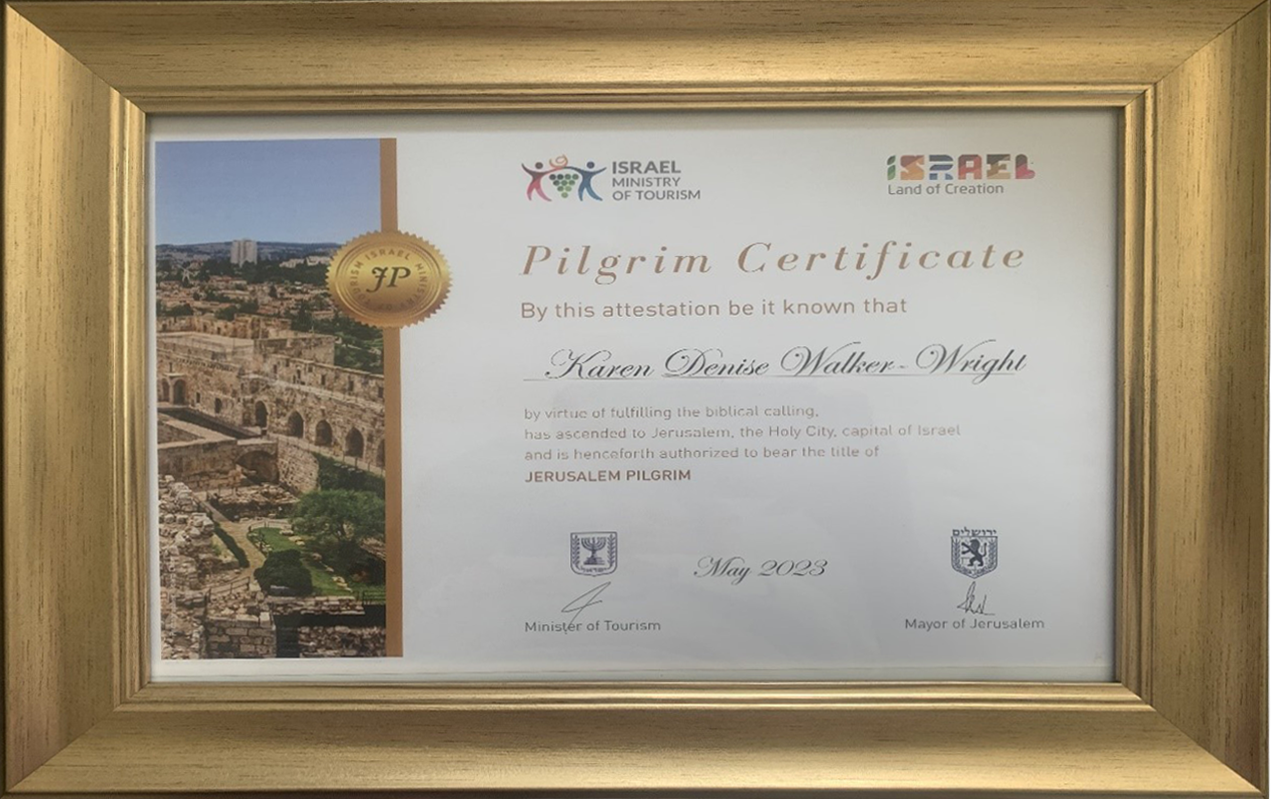 ISRAEL
MINISTRY
OF TOURISM
ISRAEL
Land of Creation
Pilgrim Certificate
ISRAEL MINISTRY TOURISM
JP
By this attestation be it known that
Karen Denise Walker-Wright
by virtue of fulfilling the biblical calling,
has ascended to Jerusalem, the Holy City, capital of Israel
and is henceforth authorized to bear the title of
JERUSALEM PILGRIM
ירושלים
May 2023
Minister of Tourism
Mayor of Jerusalem